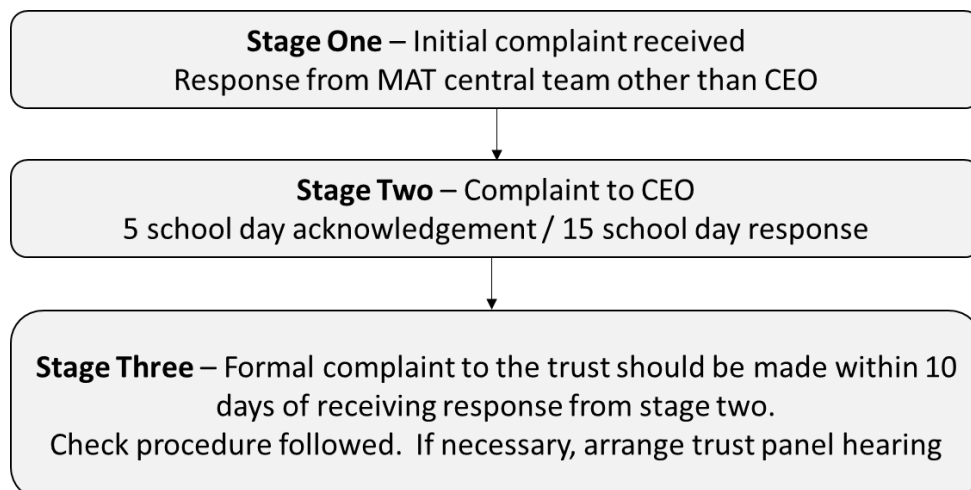 Stage One – Initial complaint received
Response from MAT central team other than CEO
Stage Two – Complaint to CEO
5 school day acknowledgement / 15 school day response
Stage Three – Formal complaint to the trust should be made within 10
days of receiving response from stage two.
Check procedure followed.  If necessary, arrange trust panel hearing